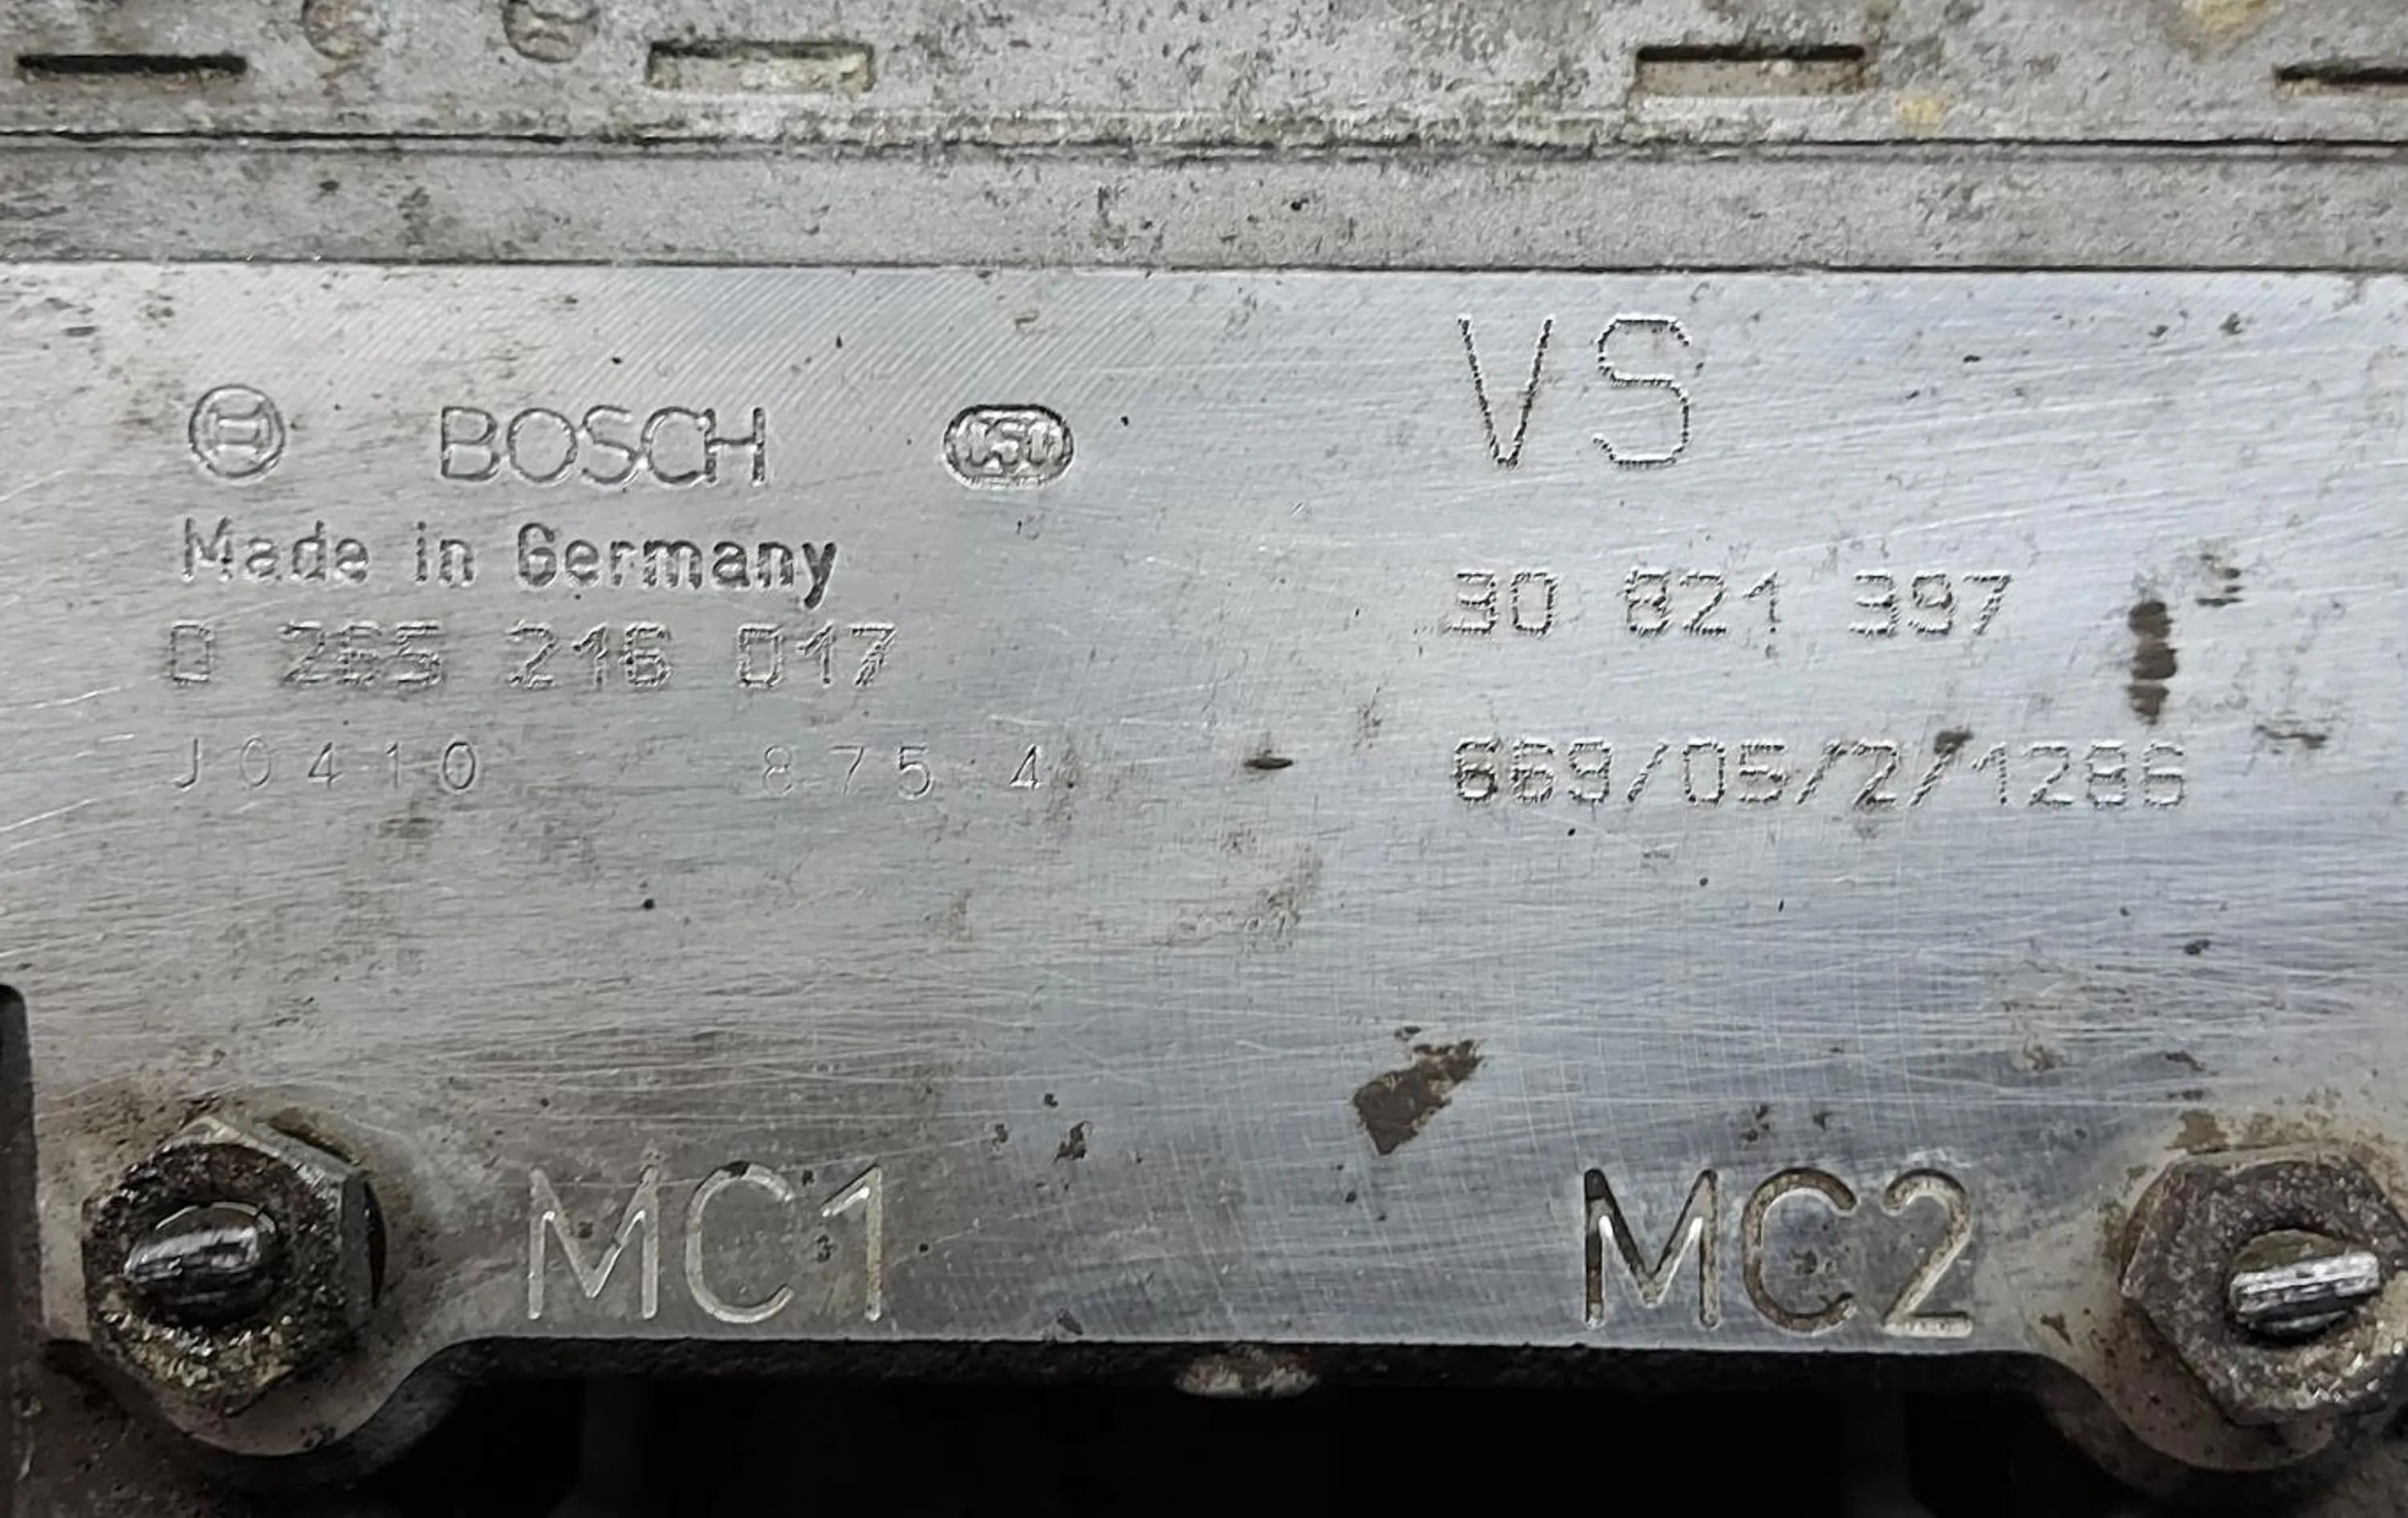 BOSCH 050
Made in Germany
0 265 216 017
J0410 875 4
VS
30 821 397
669/05/2/1286
MC1
MC2